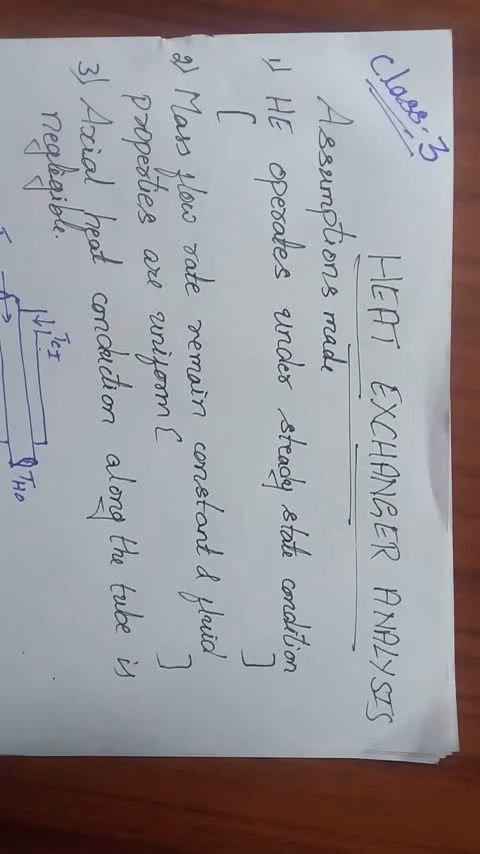 Class: 3
HEAT EXCHANGER ANALYSIS
Assumptions made
1) HE operates under steady state condition
[ ]
2) Mass flow rate remain constant & fluid
properties are uniform [ ]
3) Axial heat conduction along the tube is
negligible.
TCI
THO